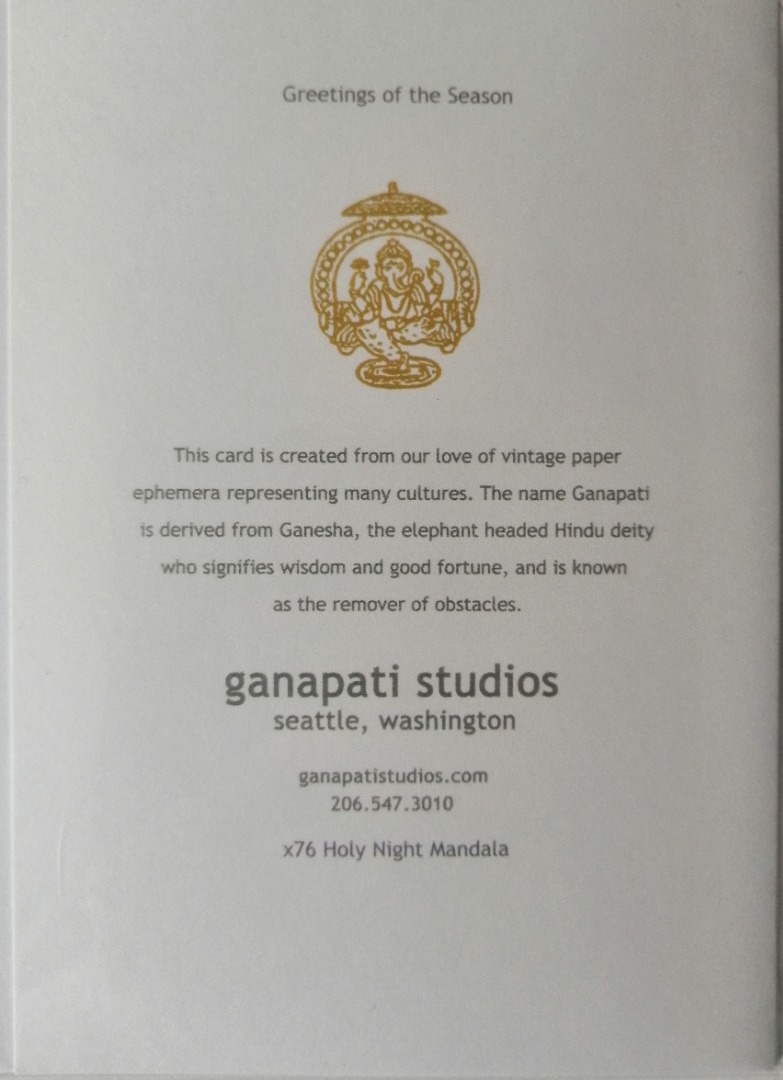 Greetings of the Season
This card is created from our love of vintage paper
ephemera representing many cultures. The name Ganapati
is derived from Ganesha, the elephant headed Hindu deity
who signifies wisdom and good fortune, and is known
as the remover of obstacles.
ganapati studios
seattle, washington
ganapatistudios.com
206.547.3010
x76 Holy Night Mandala